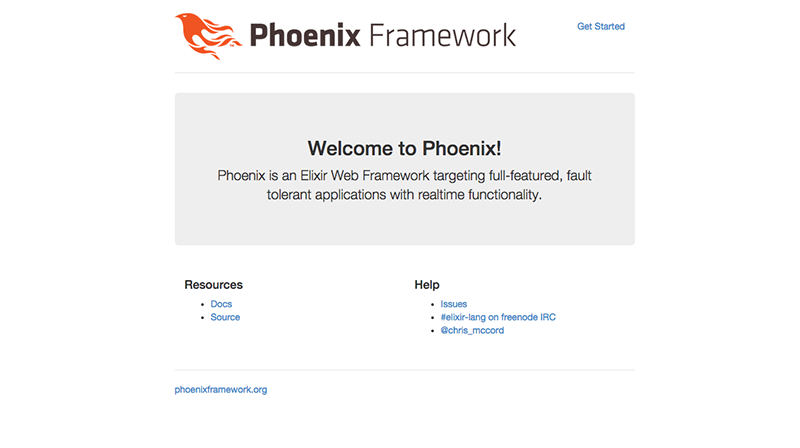 Phoenix Framework
Get Started
Welcome to Phoenix!
Phoenix is an Elixir Web Framework targeting full-featured, fault
tolerant applications with realtime functionality.
Resources
Docs
Source
Help
Issues
#elixir-lang on freenode IRC
@chris_mccord
phoenixframework.org